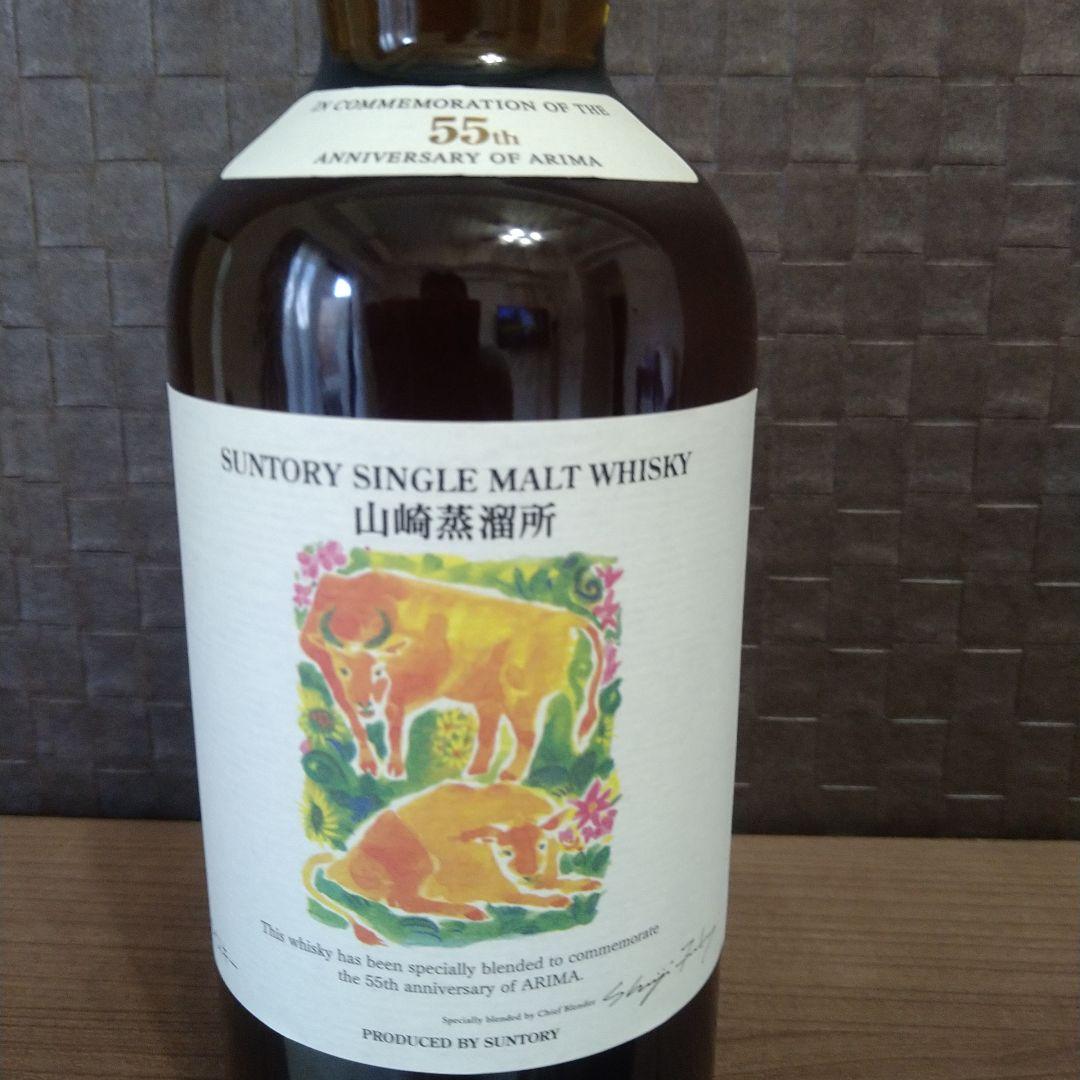 IN COMMEMORATION OF THE
55th
ANNIVERSARY OF ARIMA
SUNTORY SINGLE MALT WHISKY
山崎蒸溜所
This whisky has been specially blended to commemorate
the 55th anniversary of ARIMA.
Specially blended by Chief Blender
PRODUCED BY SUNTORY